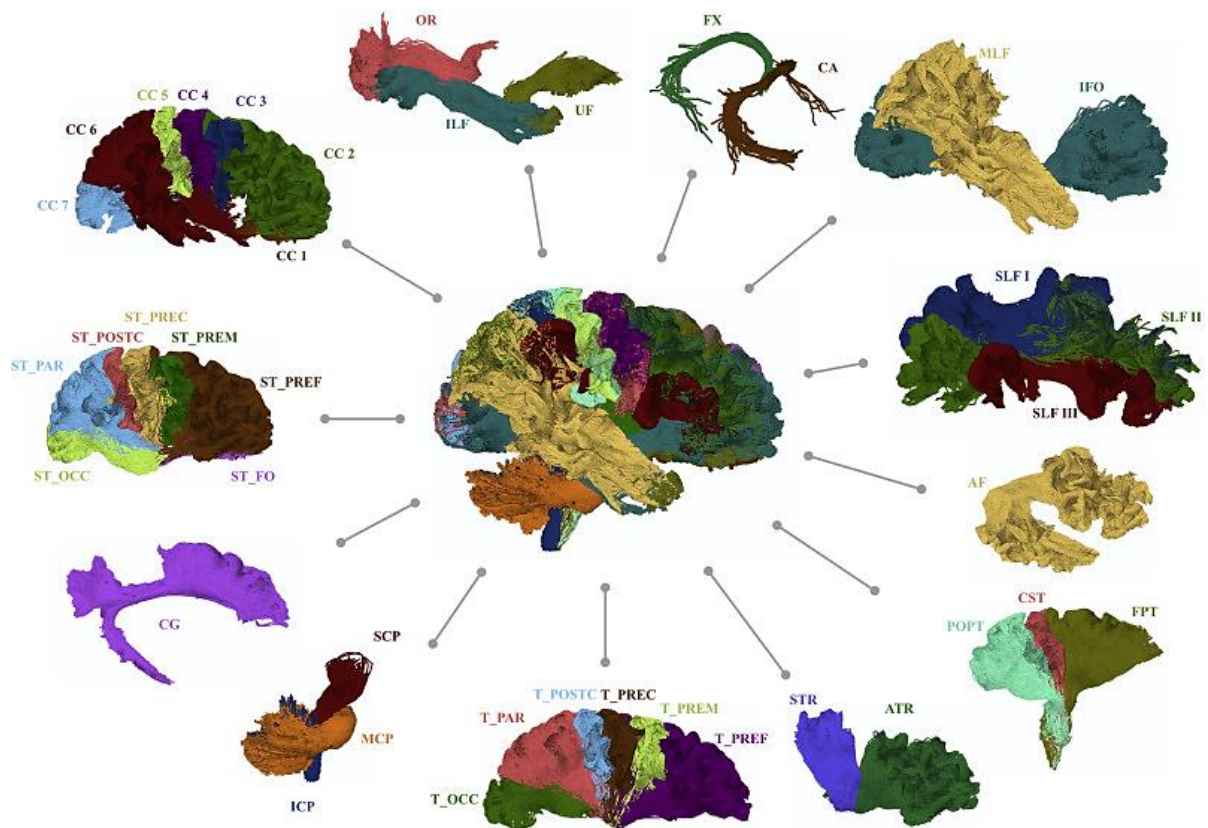 OR
FX
MLF
CA
IFO
CC 5
CC 4
CC 3
UF
ILF
CC 6
CC 2
CC 7
CC 1
SLF I
SLF II
SLF III
ST_PREC
ST_POSTC
ST_PREM
ST_PAR
ST_PREF
ST_OCC
ST_FO
AF
CG
CST
FPT
POPT
SCP
MCP
ICP
T_POSTC
T_PREC
T_PAR
T_PREM
T_PREF
T_OCC
STR
ATR